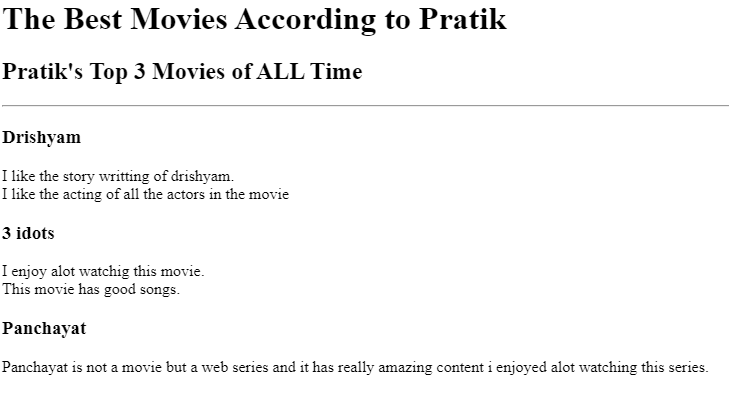 The Best Movies According to Pratik
Pratik's Top 3 Movies of ALL Time
Drishyam
I like the story writting of drishyam.
I like the acting of all the actors in the movie
3 idots
I enjoy alot watchig this movie.
This movie has good songs.
Panchayat
Panchayat is not a movie but a web series and it has really amazing content i enjoyed alot watching this series.